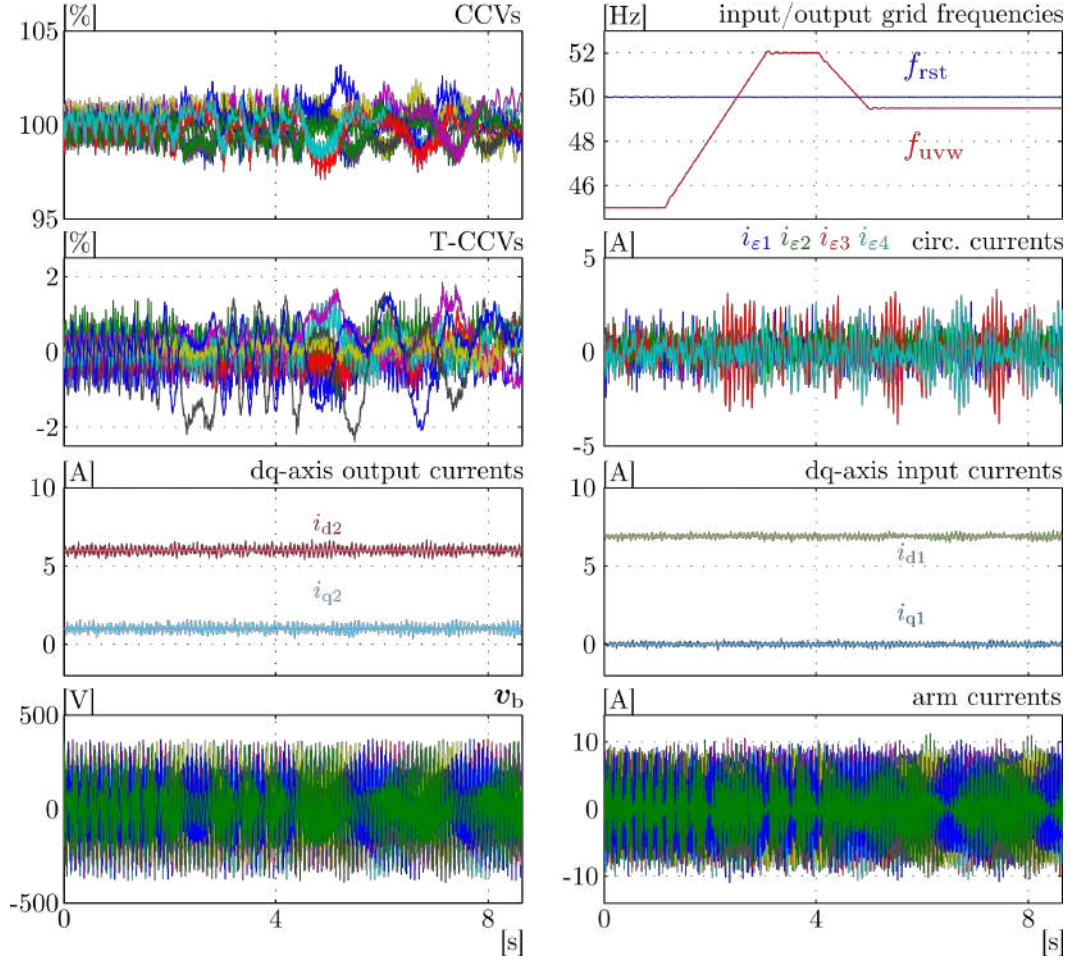 [%] CCVs
105
100
95
[Hz] input/output grid frequencies
52
50
48
46
f_rst
f_uvw
[%] T-CCVs
2
0
-2
[A] i_ε1 i_ε2 i_ε3 i_ε4 circ. currents
5
0
-5
[A] dq-axis output currents
10
5
0
i_d2
i_q2
[A] dq-axis input currents
10
5
0
i_d1
i_q1
[V] v_b
500
0
-500
0 4 8
[s]
[A] arm currents
10
0
-10
0 4 8
[s]